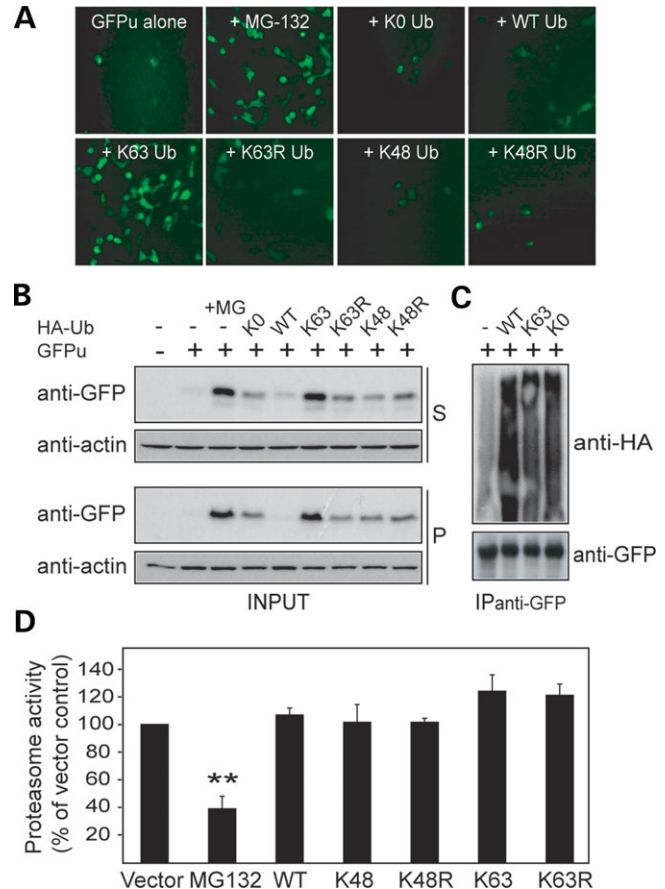 A
GFPu alone
+ MG-132
+ K0 Ub
+ WT Ub
+ K63 Ub
+ K63R Ub
+ K48 Ub
+ K48R Ub
B
+MG
HA-Ub - - - K0 WT K63 K63R K48 K48R
GFPu - + + + + + + + +
anti-GFP
anti-actin
S
anti-GFP
anti-actin
P
INPUT
C
- WT K63 K0
+ + + +
anti-HA
anti-GFP
IPanti-GFP
D
Proteasome activity
(% of vector control)
140
120
100
80
60
40
20
**
Vector MG132 WT K48 K48R K63 K63R